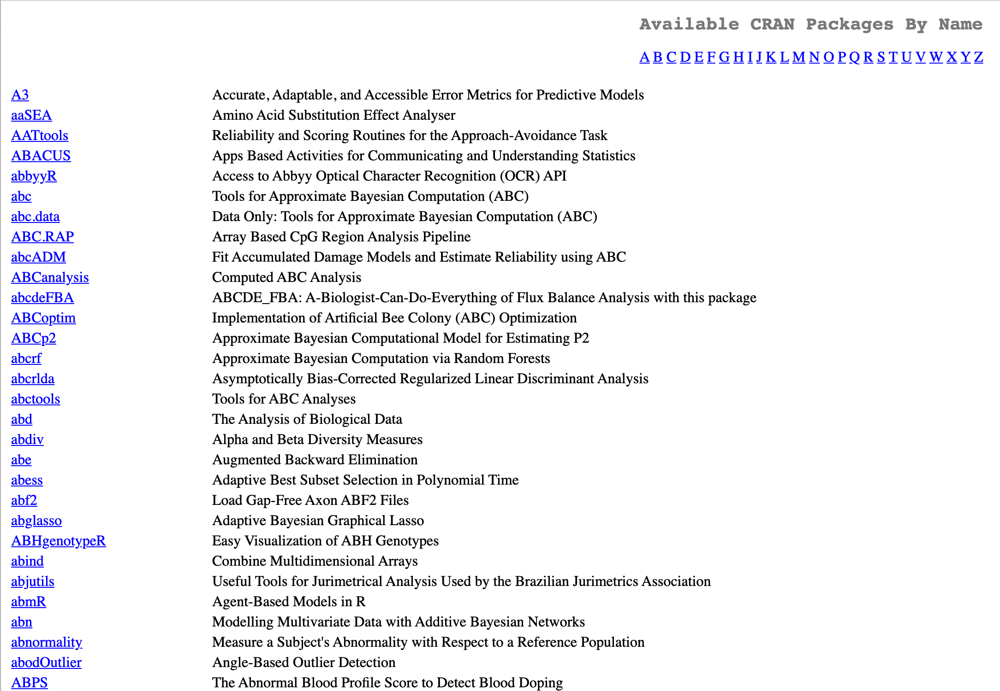 Available CRAN Packages By Name
A B C D E F G H I J K L M N O P Q R S T U V W X Y Z
A3 Accurate, Adaptable, and Accessible Error Metrics for Predictive Models
aaSEA Amino Acid Substitution Effect Analyser
AATtools Reliability and Scoring Routines for the Approach-Avoidance Task
ABACUS Apps Based Activities for Communicating and Understanding Statistics
abbyyR Access to Abbyy Optical Character Recognition (OCR) API
abc Tools for Approximate Bayesian Computation (ABC)
abc.data Data Only: Tools for Approximate Bayesian Computation (ABC)
ABC.RAP Array Based CpG Region Analysis Pipeline
abcADM Fit Accumulated Damage Models and Estimate Reliability using ABC
ABCanalysis Computed ABC Analysis
abcdeFBA ABCDE_FBA: A-Biologist-Can-Do-Everything of Flux Balance Analysis with this package
ABCoptim Implementation of Artificial Bee Colony (ABC) Optimization
ABCp2 Approximate Bayesian Computational Model for Estimating P2
abcrf Approximate Bayesian Computation via Random Forests
abcrlda Asymptotically Bias-Corrected Regularized Linear Discriminant Analysis
abctools Tools for ABC Analyses
abd The Analysis of Biological Data
abdiv Alpha and Beta Diversity Measures
abe Augmented Backward Elimination
abess Adaptive Best Subset Selection in Polynomial Time
abf2 Load Gap-Free Axon ABF2 Files
abglasso Adaptive Bayesian Graphical Lasso
ABHgenotypeR Easy Visualization of ABH Genotypes
abind Combine Multidimensional Arrays
abjutils Useful Tools for Jurimetrical Analysis Used by the Brazilian Jurimetrics Association
abmR Agent-Based Models in R
abn Modelling Multivariate Data with Additive Bayesian Networks
abnormality Measure a Subject's Abnormality with Respect to a Reference Population
abodOutlier Angle-Based Outlier Detection
ABPS The Abnormal Blood Profile Score to Detect Blood Doping